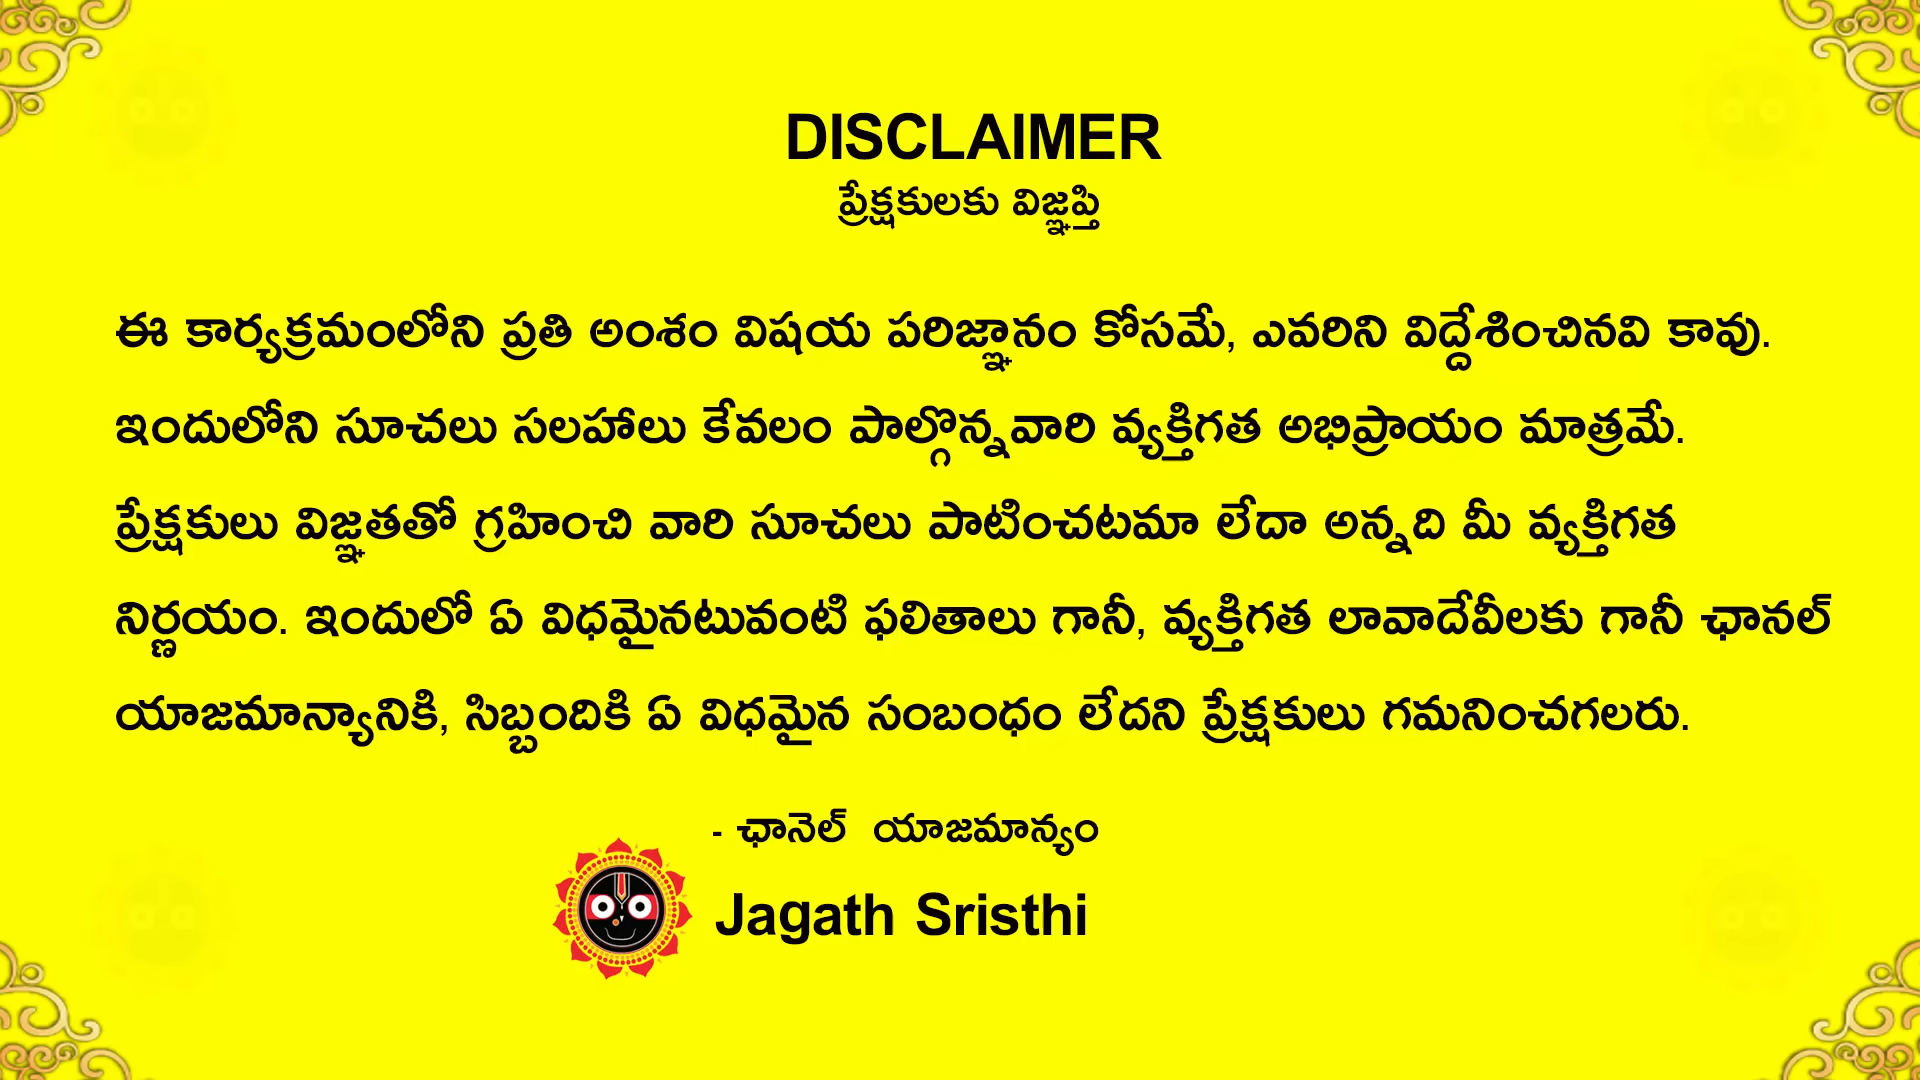 DISCLAIMER
ప్రేక్షకులకు విజ్ఞప్తి
ఈ కార్యక్రమంలోని ప్రతి అంశం విషయ పరిజ్ఞానం కోసమే, ఎవరిని విద్దేశించినవి కావు.
ఇందులోని సూచలు సలహాలు కేవలం పాల్గొన్నవారి వ్యక్తిగత అభిప్రాయం మాత్రమే.
ప్రేక్షకులు విజ్ఞతతో గ్రహించి వారి సూచలు పాటించటమా లేదా అన్నది మీ వ్యక్తిగత
నిర్ణయం. ఇందులో ఏ విధమైనటువంటి ఫలితాలు గానీ, వ్యక్తిగత లావాదేవీలకు గానీ ఛానల్
యాజమాన్యానికి, సిబ్బందికి ఏ విధమైన సంబంధం లేదని ప్రేక్షకులు గమనించగలరు.
- ఛానెల్ యాజమాన్యం
Jagath Sristhi